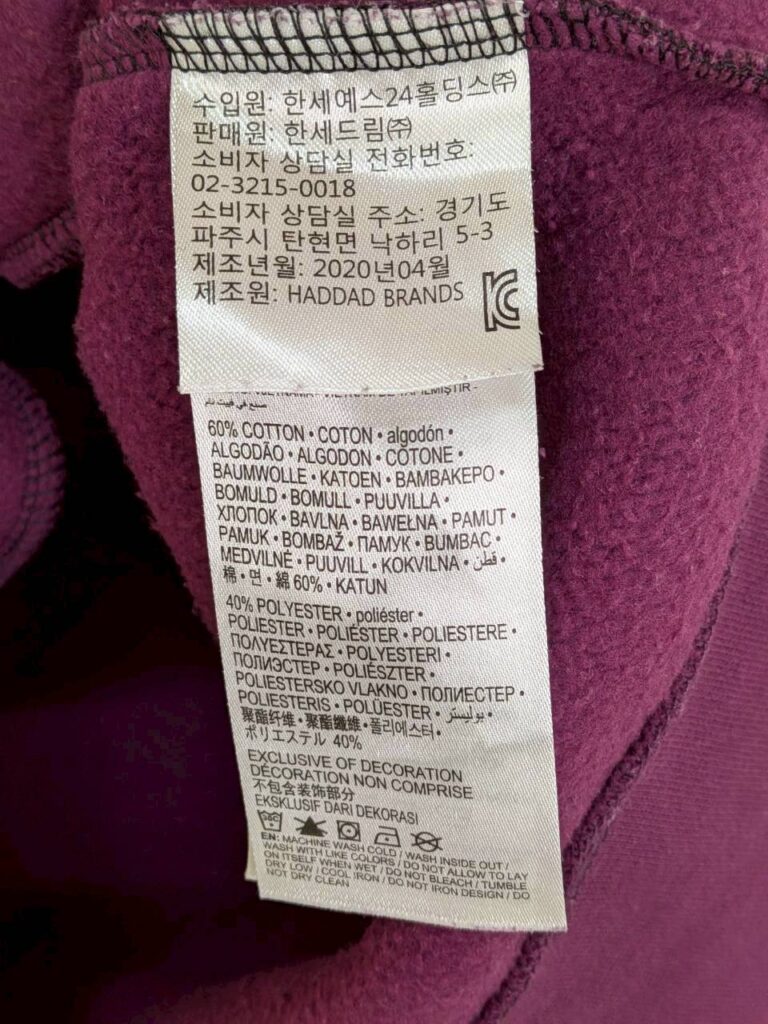 수입원: 한세예스24홀딩스㈜
판매원: 한세드림㈜
소비자 상담실 전화번호:
02-3215-0018
소비자 상담실 주소: 경기도
파주시 탄현면 낙하리 5-3
제조년월: 2020년04월
제조원: HADDAD BRANDS
صنع في فيت نام
60% COTTON • COTON • algodón •
ALGODÃO • ALGODON • COTONE •
BAUMWOLLE • KATOEN • ΒΑΜΒΑΚΕΡΟ •
BOMULD • BOMULL • PUUVILLA •
ХЛОПОК • BAVLNA • BAWEŁNA • PAMUT •
PAMUK • BOMBAŽ • ПАМУК • BUMBAC •
MEDVILNĖ • PUUVILL • KOKVILNA • قطن •
棉 • 면 • 綿 60% • KATUN
40% POLYESTER • poliéster •
POLIESTER • POLIÉSTER • POLIESTERE •
ΠΟΛΥΕΣΤΕΡΑΣ • POLYESTERI •
ПОЛИЭСТЕР • POLIÉSZTER •
POLIESTERSKO VLAKNO • ПОЛИЕСТЕР •
POLIESTERIS • POLÜESTER • بوليستر •
聚酯纤维 • 聚酯纖維 • 폴리에스터 •
ポリエステル 40%
EXCLUSIVE OF DECORATION
DÉCORATION NON COMPRISE
不包含装饰部分
EKSKLUSIF DARI DEKORASI
EN: MACHINE WASH COLD / WASH INSIDE OUT /
WASH WITH LIKE COLORS / DO NOT ALLOW TO LAY
ON ITSELF WHEN WET / DO NOT BLEACH / TUMBLE
DRY LOW / COOL IRON / DO NOT IRON DESIGN / DO
NOT DRY CLEAN